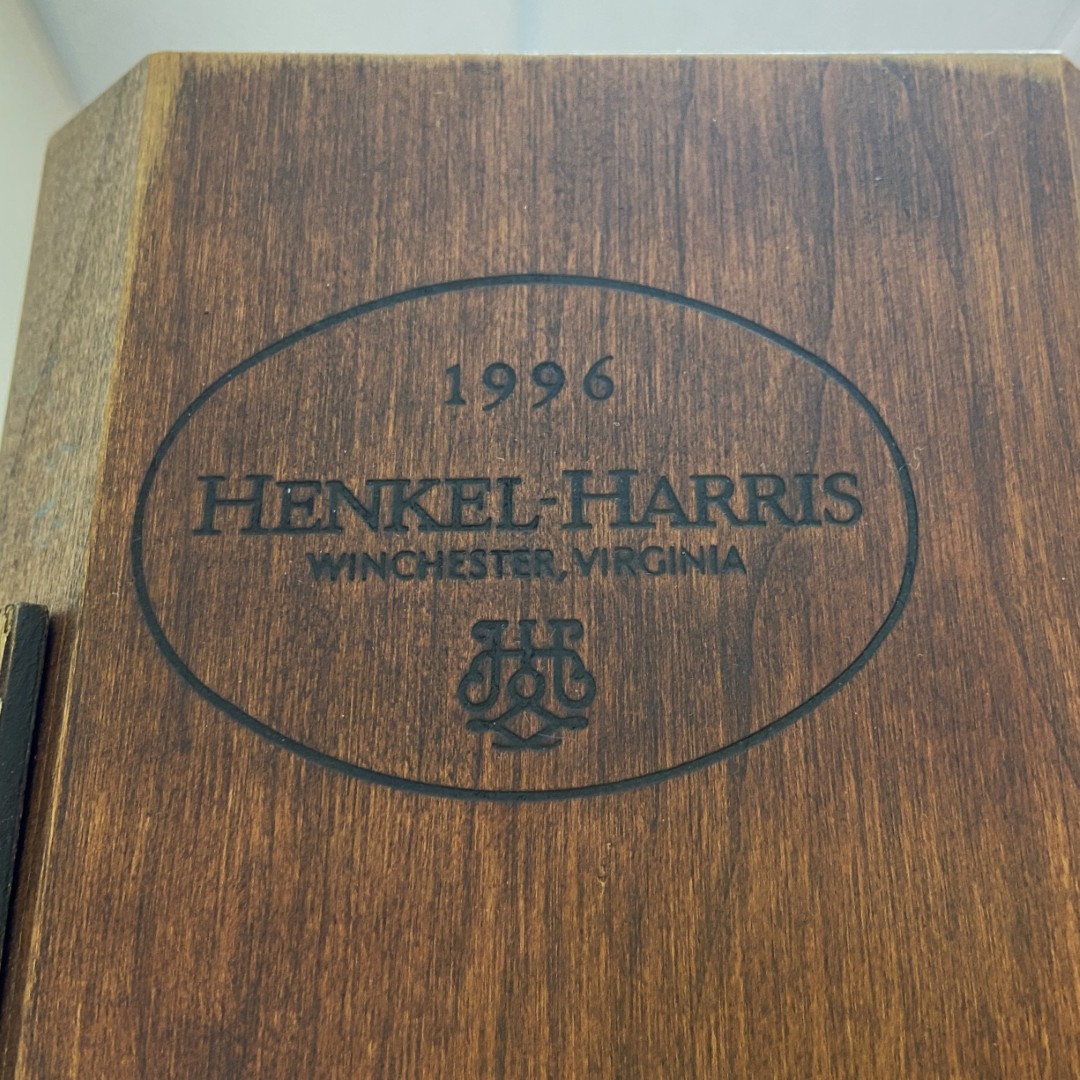 1996
HENKEL-HARRIS
WINCHESTER, VIRGINIA